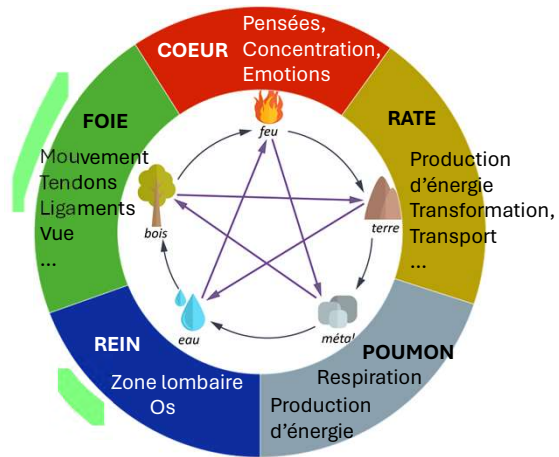 COEUR
Pensées,
Concentration,
Emotions
FOIE
Mouvement
Tendons
Ligaments
Vue
...
RATE
Production
d'énergie
Transformation,
Transport
...
feu
bois
terre
eau
métal
REIN
Zone lombaire
Os
POUMON
Respiration
Production
d'énergie